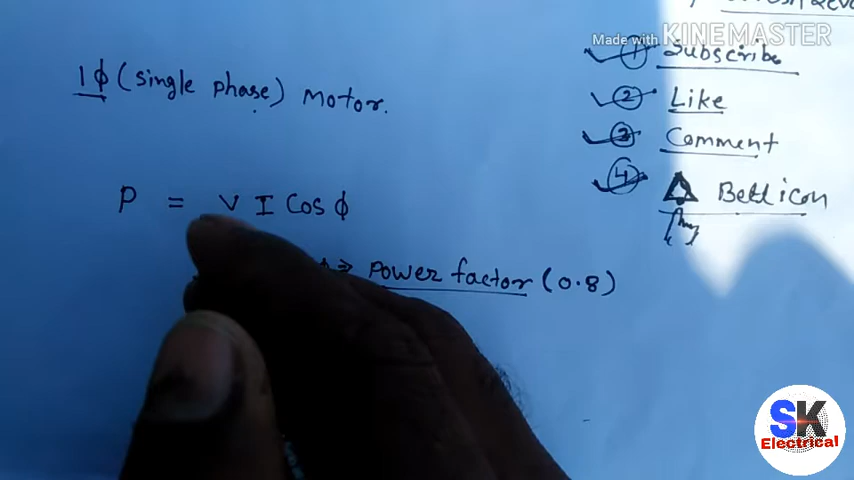 Made with KINEMASTER
1 φ (single phase) Motor.
P = V I Cos φ
Power factor (0.8)
① Subscribe
② Like
③ Comment
④ Bell icon
SK
Electrical